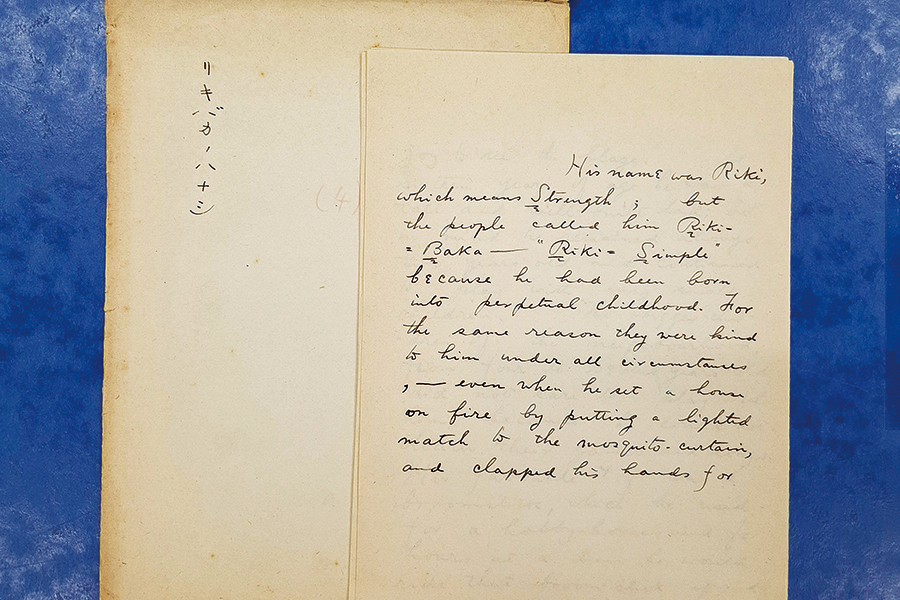 リキバカノハナシ
(4)
His name was Riki,
which means Strength ; but
the people called him Riki-
= Baka — "Riki = Simple"
because he had been born
into perpetual childhood. For
the same reason they were kind
to him under all circumstances
, — even when he set a house
on fire by putting a lighted
match to the mosquito-curtain,
and clapped his hands for